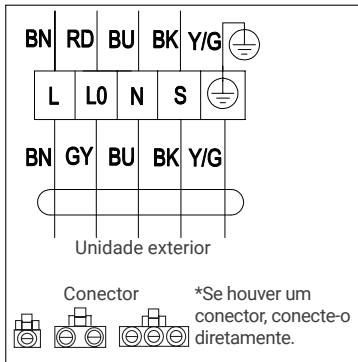 BN RD BU BK Y/G
L L0 N S
BN GY BU BK Y/G
Unidade exterior
Conector
*Se houver um
conector, conecte-o
diretamente.